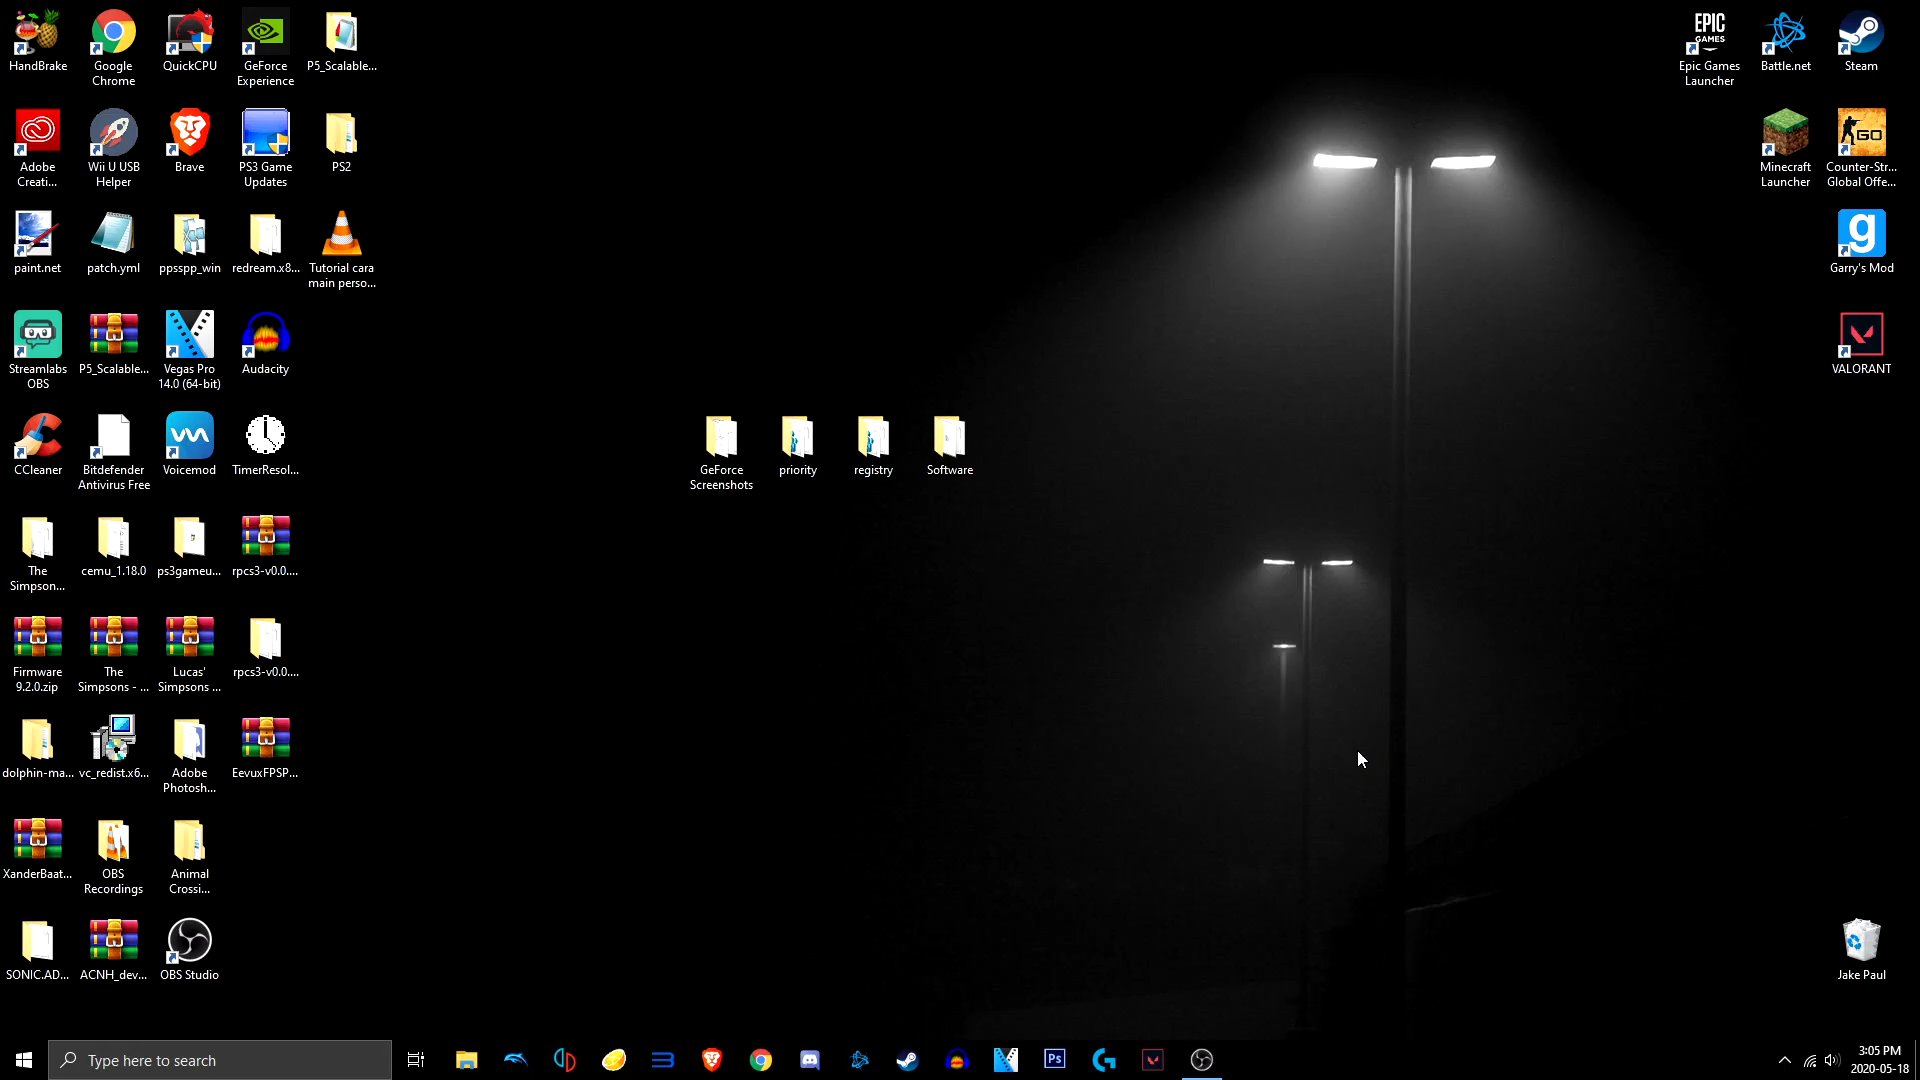 HandBrake
Google
Chrome
QuickCPU
GeForce
Experience
P5_Scalable...
EPIC
GAMES
Epic Games
Launcher
Battle.net
Steam
Adobe
Creati...
Wii U USB
Helper
Brave
PS3 Game
Updates
PS2
Minecraft
Launcher
GO
Counter-Str...
Global Offe...
paint.net
patch.yml
ppsspp_win
redream.x8...
Tutorial cara
main perso...
g
Garry's Mod
Streamlabs
OBS
P5_Scalable...
Vegas Pro
14.0 (64-bit)
Audacity
VALORANT
CCleaner
Bitdefender
Antivirus Free
Voicemod
TimerResol...
GeForce
Screenshots
priority
registry
Software
The
Simpson...
cemu_1.18.0
ps3gameu...
rpcs3-v0.0....
Firmware
9.2.0.zip
The
Simpsons - ...
Lucas'
Simpsons ...
rpcs3-v0.0....
dolphin-ma...
vc_redist.x6...
Adobe
Photosh...
EevuxFPSP...
XanderBaat...
OBS
Recordings
Animal
Crossi...
SONIC.AD...
ACNH_dev...
OBS Studio
Jake Paul
Type here to search
Ps
3:05 PM
2020-05-18